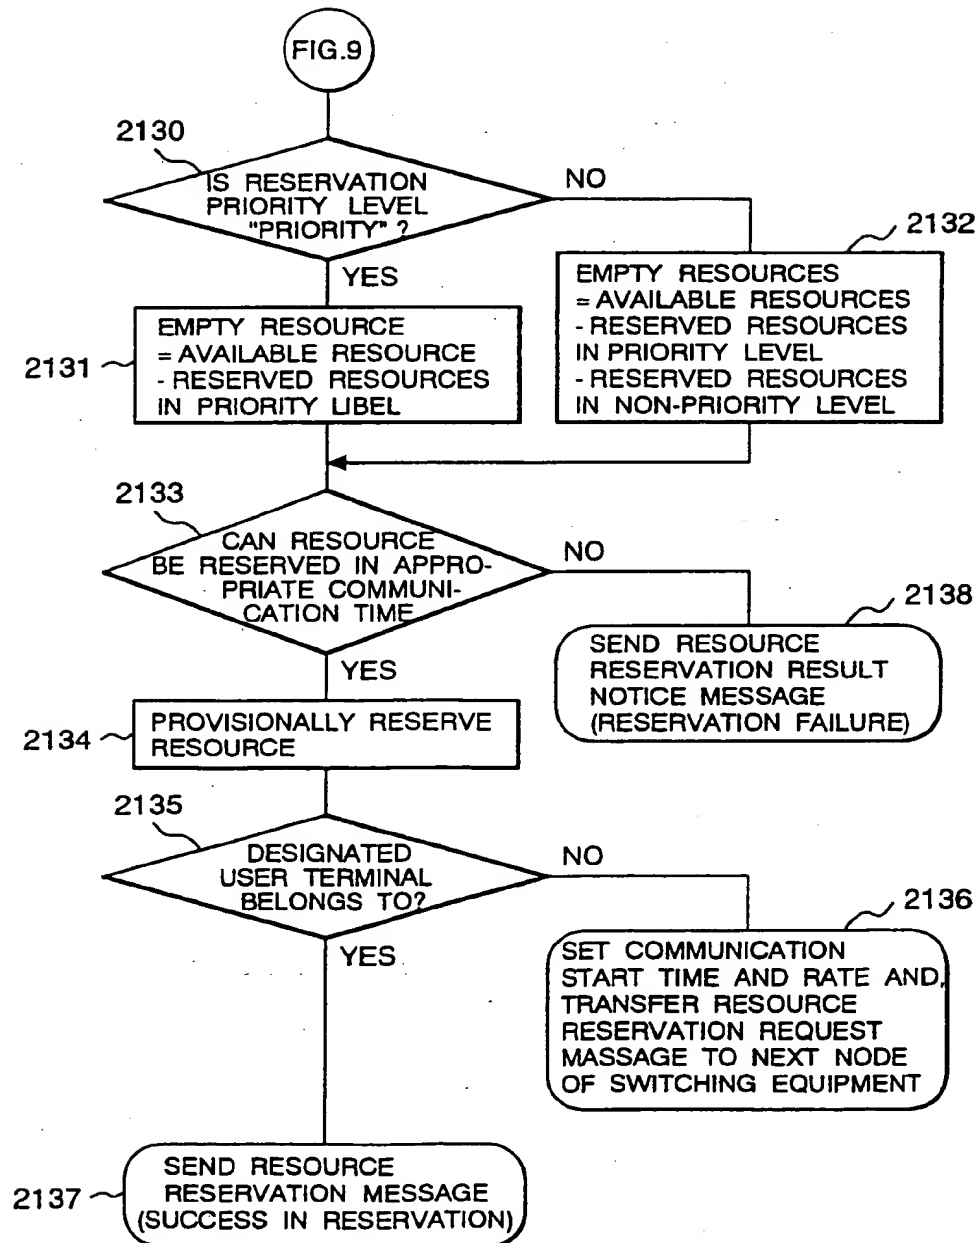 FIG.9
2130
IS RESERVATION
PRIORITY LEVEL
"PRIORITY" ?
NO
YES
2132
EMPTY RESOURCES
= AVAILABLE RESOURCES
- RESERVED RESOURCES
IN PRIORITY LEVEL
- RESERVED RESOURCES
IN NON-PRIORITY LEVEL
2131
EMPTY RESOURCE
= AVAILABLE RESOURCE
- RESERVED RESOURCES
IN PRIORITY LIBEL
2133
CAN RESOURCE
BE RESERVED IN APPRO-
PRIATE COMMUNI-
CATION TIME
NO
YES
2138
SEND RESOURCE
RESERVATION RESULT
NOTICE MESSAGE
(RESERVATION FAILURE)
2134
PROVISIONALLY RESERVE
RESOURCE
2135
DESIGNATED
USER TERMINAL
BELONGS TO?
NO
YES
2136
SET COMMUNICATION
START TIME AND RATE AND,
TRANSFER RESOURCE
RESERVATION REQUEST
MASSAGE TO NEXT NODE
OF SWITCHING EQUIPMENT
2137
SEND RESOURCE
RESERVATION MESSAGE
(SUCCESS IN RESERVATION)